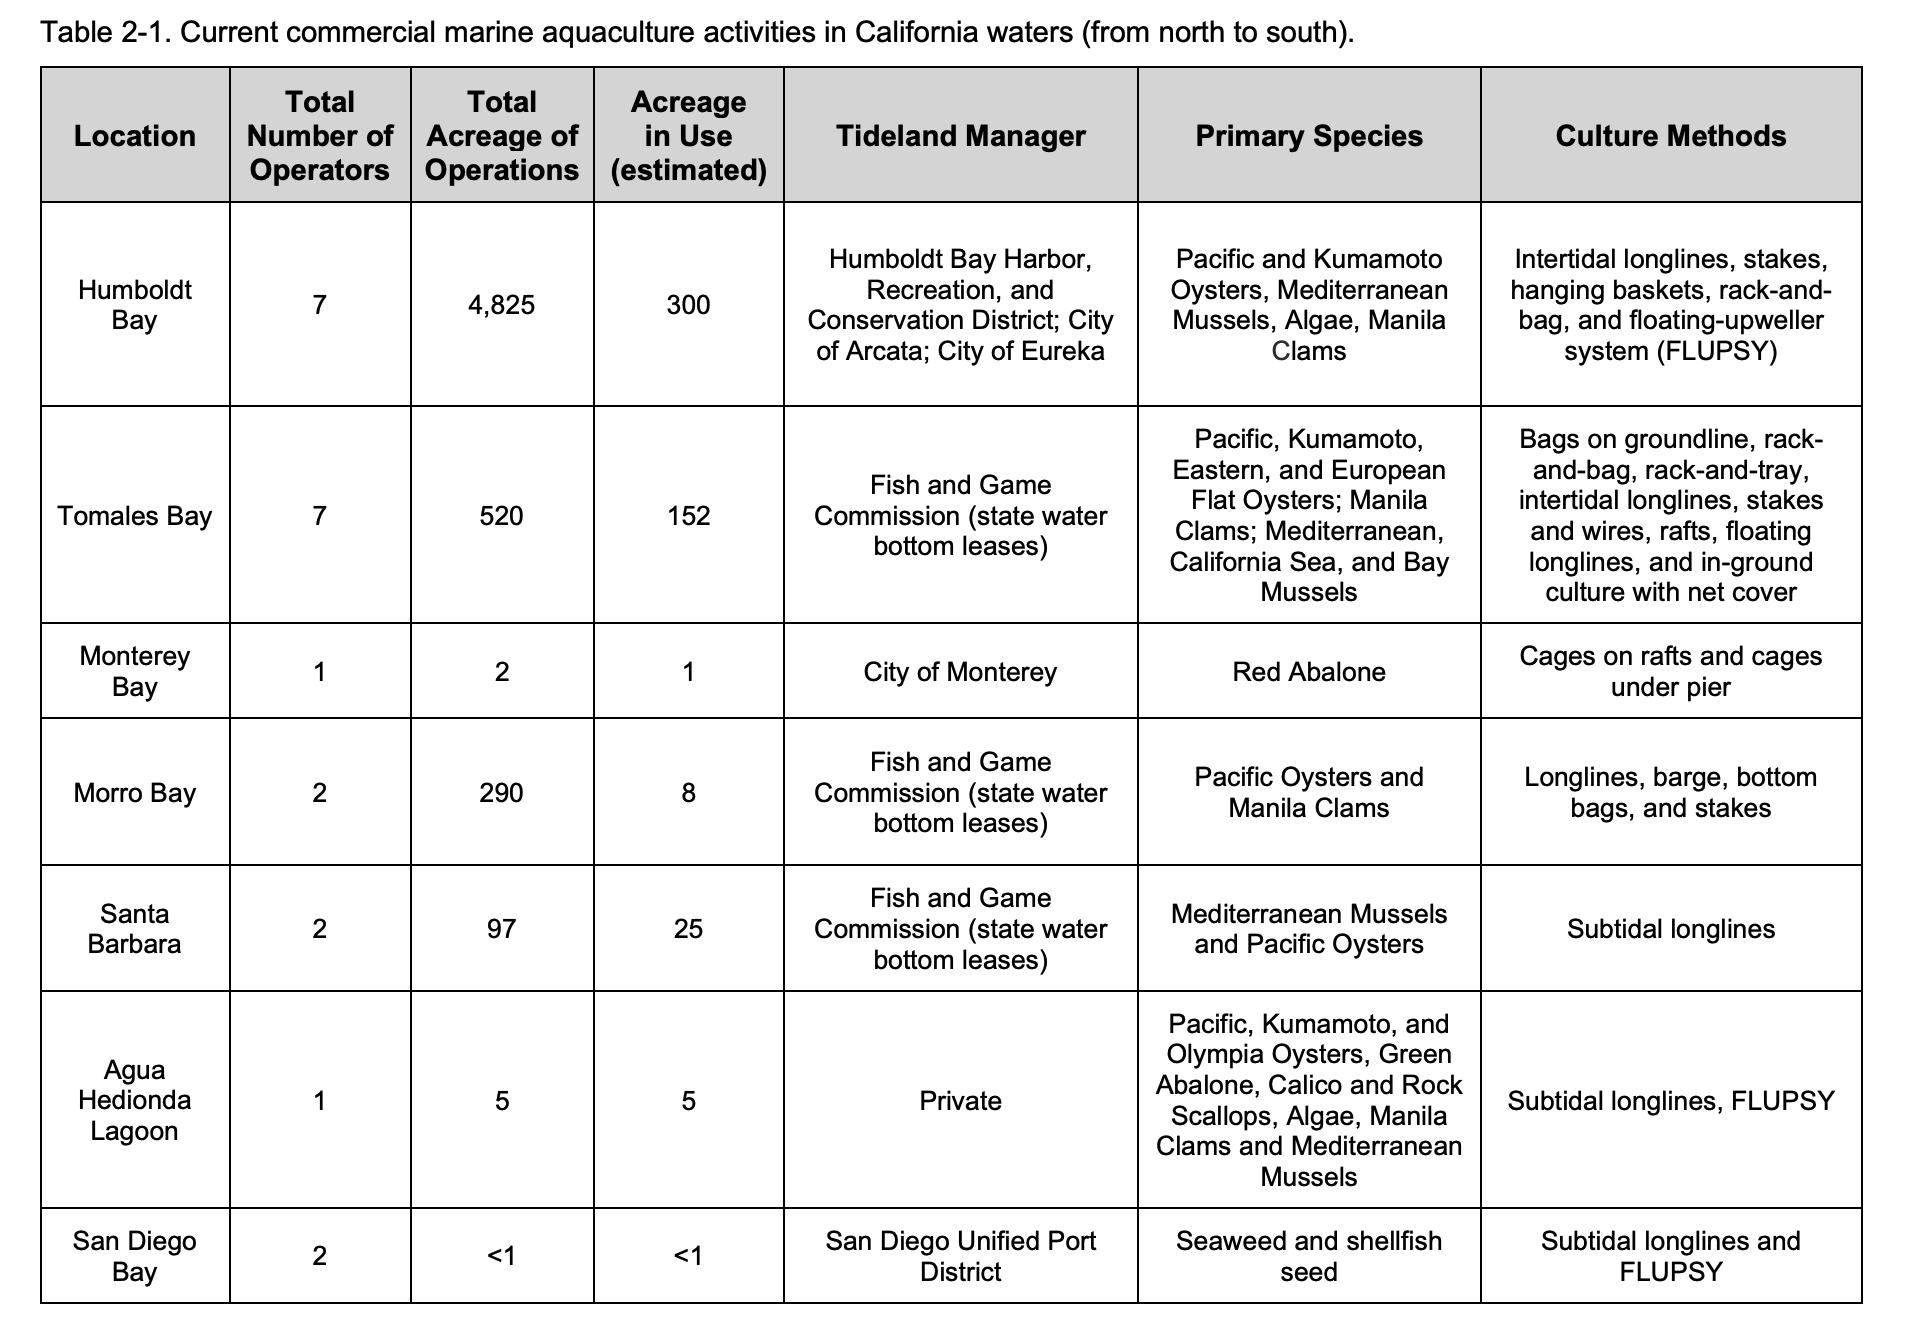 Table 2-1. Current commercial marine aquaculture activities in California waters (from north to south).
Location
Total
Number of
Operators
Total
Acreage of
Operations
Acreage
in Use
(estimated)
Tideland Manager
Primary Species
Culture Methods
Humboldt
Bay
7
4,825
300
Humboldt Bay Harbor,
Recreation, and
Conservation District; City
of Arcata; City of Eureka
Pacific and Kumamoto
Oysters, Mediterranean
Mussels, Algae, Manila
Clams
Intertidal longlines, stakes,
hanging baskets, rack-and-
bag, and floating-upweller
system (FLUPSY)
Tomales Bay
7
520
152
Fish and Game
Commission (state water
bottom leases)
Pacific, Kumamoto,
Eastern, and European
Flat Oysters; Manila
Clams; Mediterranean,
California Sea, and Bay
Mussels
Bags on groundline, rack-
and-bag, rack-and-tray,
intertidal longlines, stakes
and wires, rafts, floating
longlines, and in-ground
culture with net cover
Monterey
Bay
1
2
1
City of Monterey
Red Abalone
Cages on rafts and cages
under pier
Morro Bay
2
290
8
Fish and Game
Commission (state water
bottom leases)
Pacific Oysters and
Manila Clams
Longlines, barge, bottom
bags, and stakes
Santa
Barbara
2
97
25
Fish and Game
Commission (state water
bottom leases)
Mediterranean Mussels
and Pacific Oysters
Subtidal longlines
Agua
Hedionda
Lagoon
1
5
5
Private
Pacific, Kumamoto, and
Olympia Oysters, Green
Abalone, Calico and Rock
Scallops, Algae, Manila
Clams and Mediterranean
Mussels
Subtidal longlines, FLUPSY
San Diego
Bay
2
<1
<1
San Diego Unified Port
District
Seaweed and shellfish
seed
Subtidal longlines and
FLUPSY